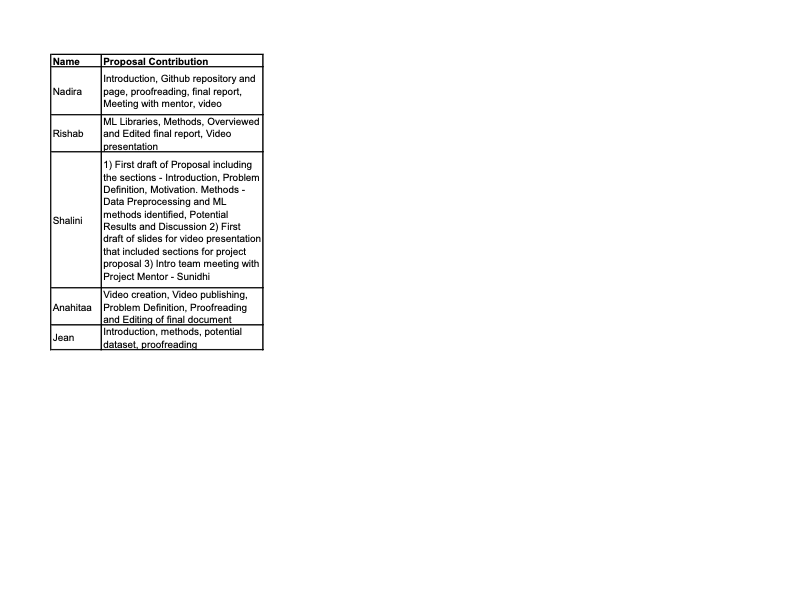 Name Proposal Contribution
Nadira
Introduction, Github repository and
page, proofreading, final report,
Meeting with mentor, video
Rishab
ML Libraries, Methods, Overviewed
and Edited final report, Video
presentation
Shalini
1) First draft of Proposal including
the sections - Introduction, Problem
Definition, Motivation. Methods -
Data Preprocessing and ML
methods identified, Potential
Results and Discussion 2) First
draft of slides for video presentation
that included sections for project
proposal 3) Intro team meeting with
Project Mentor - Sunidhi
Anahitaa
Video creation, Video publishing,
Problem Definition, Proofreading
and Editing of final document
Jean
Introduction, methods, potential
dataset, proofreading